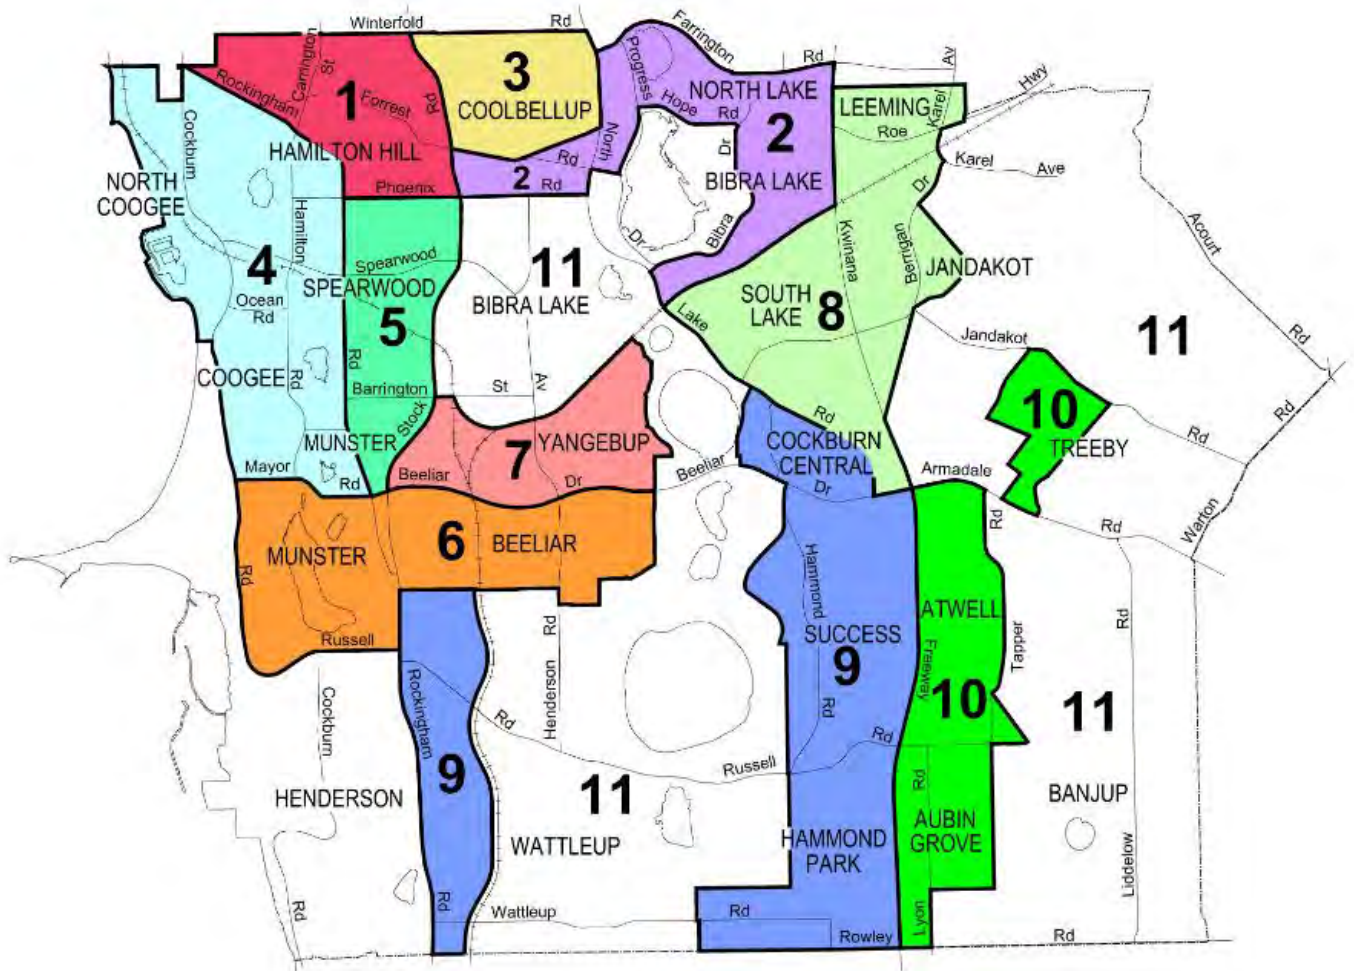 Winterfold
Rd
Farrington
Rd
Av
Hwy
Carrington
St
Rockingham
1
Forrest
Rd
HAMILTON HILL
Phoenix
3
COOLBELLUP
Progress
Hope
Rd
NORTH LAKE
2
Dr
BIBRA LAKE
North
Rd
2
Rd
Dr
Bibra
LEEMING
Karel
Roe
Karel
Ave
Dr
Acourt
Rd
Cockburn
NORTH
COOGEE
Hamilton
4
Ocean
Rd
Rd
COOGEE
Spearwood
SPEARWOOD
5
Rd
Barrington
St
Stock
MUNSTER
Mayor
Rd
11
BIBRA LAKE
Av
Kwinana
Berrigan
JANDAKOT
SOUTH
LAKE
8
Lake
Rd
Jandakot
11
10
TREEBY
Rd
Rd
Warton
7
YANGEBUP
Beeliar
Dr
Beeliar
COCKBURN
CENTRAL
Dr
Armadale
Rd
Rd
MUNSTER
Rd
Russell
6
BEELIAR
Hammond
SUCCESS
9
Rd
Rd
ATWELL
Freeway
10
Tapper
Rd
11
BANJUP
Liddelow
Cockburn
HENDERSON
Rd
Rockingham
9
Rd
Rd
Henderson
Rd
11
WATTLEUP
Russell
Wattleup
Rd
HAMMOND
PARK
Rowley
Rd
AUBIN
GROVE
Lyon
Rd